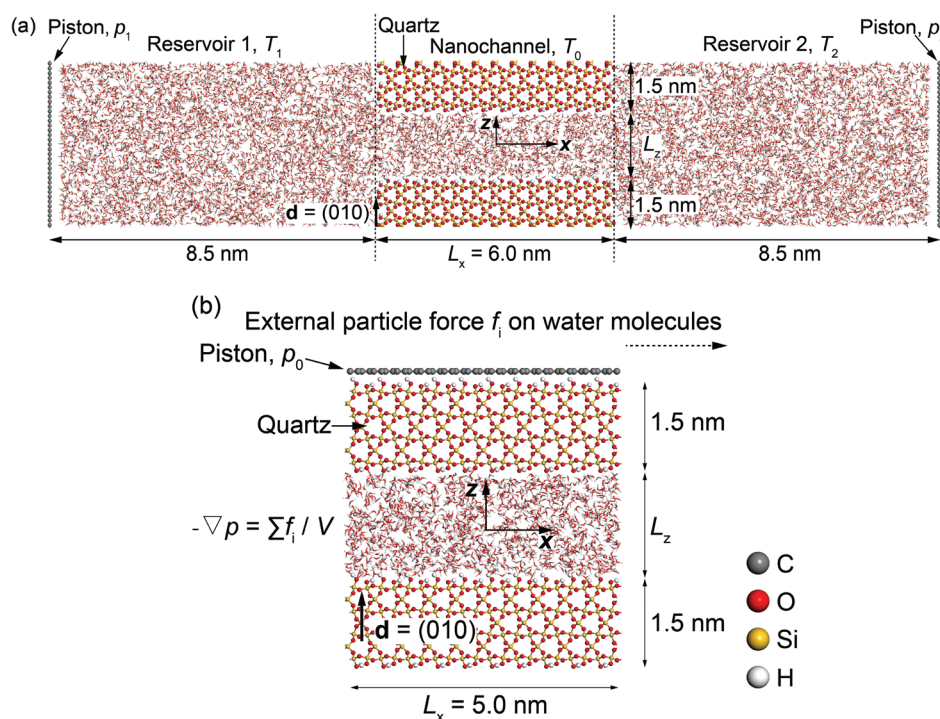 (a)
Piston, p₁
Reservoir 1, T₁
Quartz
Nanochannel, T₀
Reservoir 2, T₂
Piston, p
1.5 nm
z
x
L_z
d = (010)
1.5 nm
8.5 nm
Lₓ = 6.0 nm
8.5 nm
(b)
External particle force fᵢ on water molecules
Piston, p₀
1.5 nm
Quartz
z
x
-▽p = ∑fᵢ / V
L_z
C
O
d = (010)
1.5 nm
Si
H
Lₓ = 5.0 nm